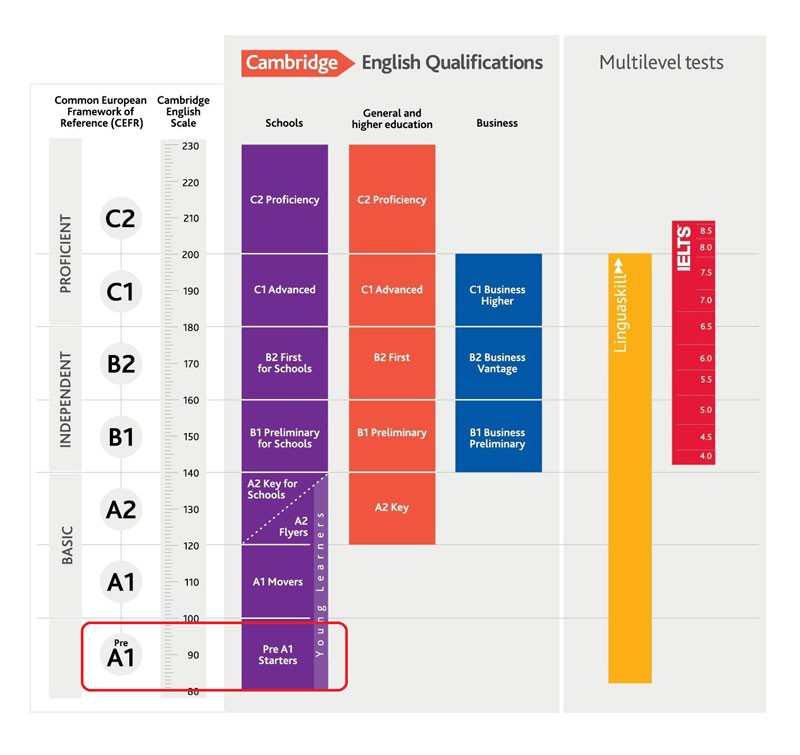 Cambridge English Qualifications
Multilevel tests
Common European
Framework of
Reference (CEFR)
Cambridge
English
Scale
Schools
General and
higher education
Business
PROFICIENT
INDEPENDENT
BASIC
C2
C1
B2
B1
A2
A1
Pre
A1
230
220
210
200
190
180
170
160
150
140
130
120
110
100
90
80
C2 Proficiency
C1 Advanced
B2 First
for Schools
B1 Preliminary
for Schools
A2 Key for
Schools
A2
Flyers
A1 Movers
Pre A1
Starters
Young Learners
C2 Proficiency
C1 Advanced
B2 First
B1 Preliminary
A2 Key
C1 Business
Higher
B2 Business
Vantage
B1 Business
Preliminary
Linguaskill
IELTS
8.5
8.0
7.5
7.0
6.5
6.0
5.5
5.0
4.5
4.0